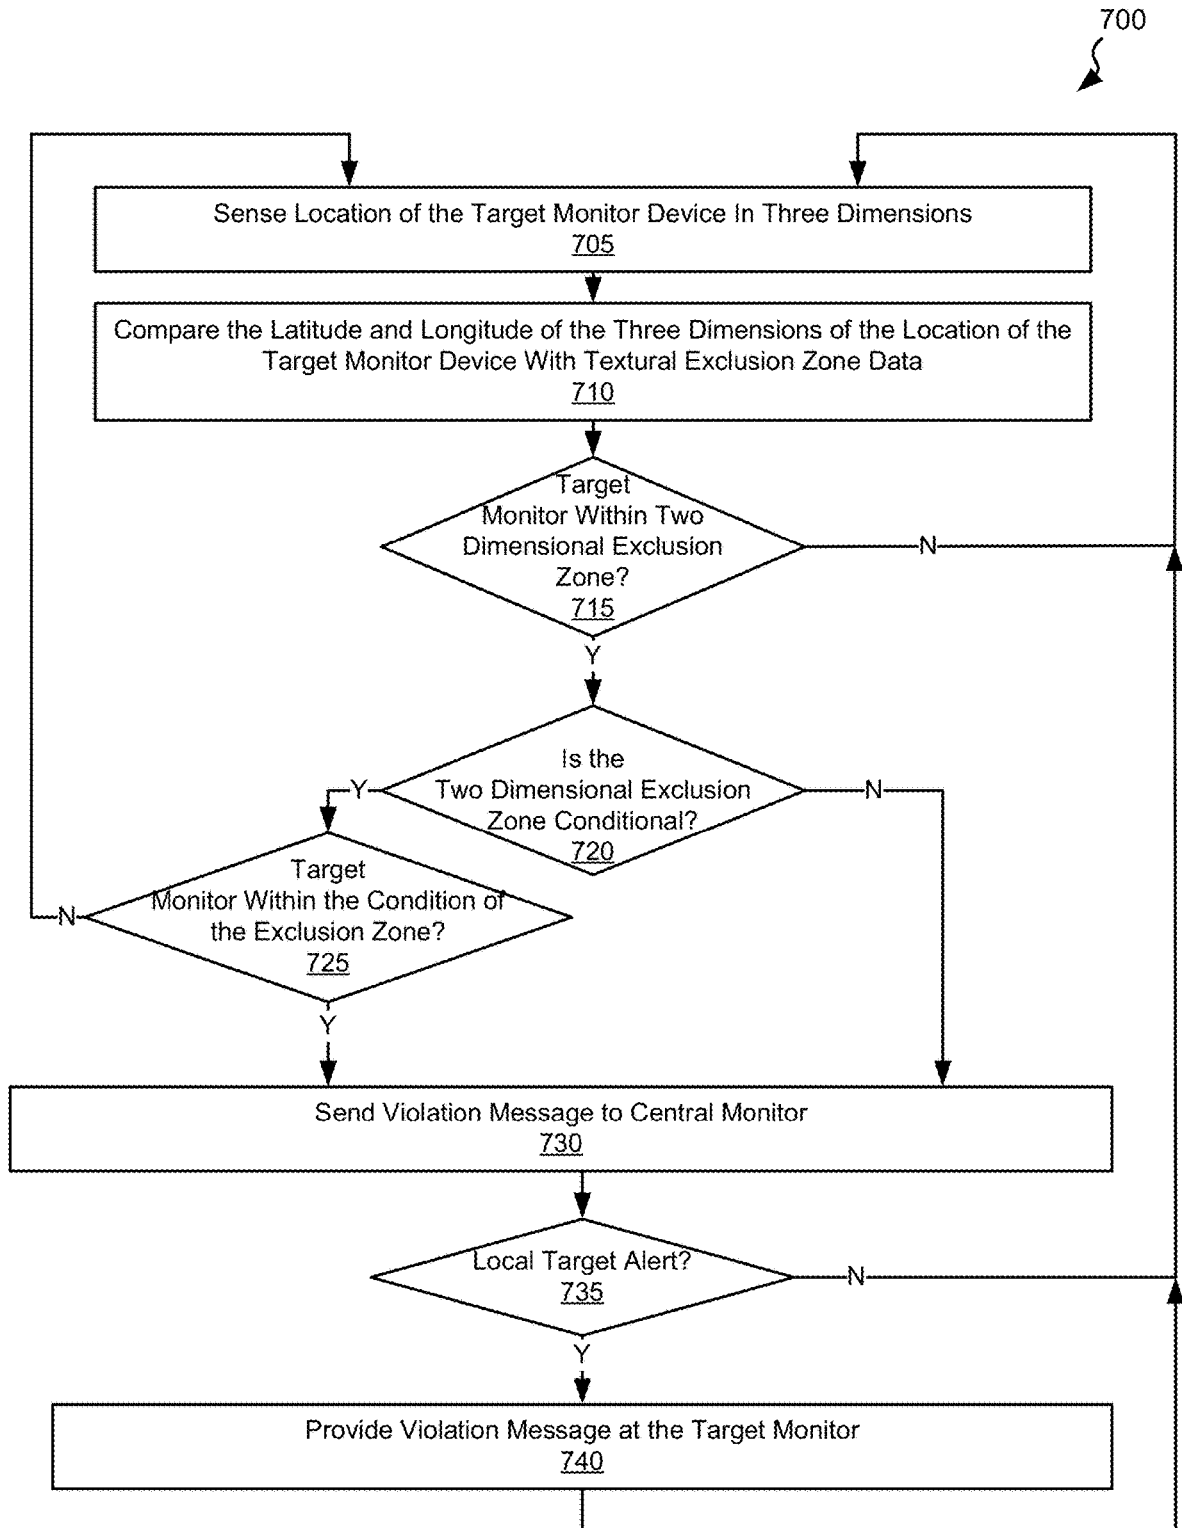 700
Sense Location of the Target Monitor Device In Three Dimensions
705
Compare the Latitude and Longitude of the Three Dimensions of the Location of the
Target Monitor Device With Textural Exclusion Zone Data
710
Target
Monitor Within Two
Dimensional Exclusion
Zone?
715
N
Y
Is the
Two Dimensional Exclusion
Zone Conditional?
720
Y
N
Target
Monitor Within the Condition of
the Exclusion Zone?
725
N
Y
Send Violation Message to Central Monitor
730
Local Target Alert?
735
N
Y
Provide Violation Message at the Target Monitor
740